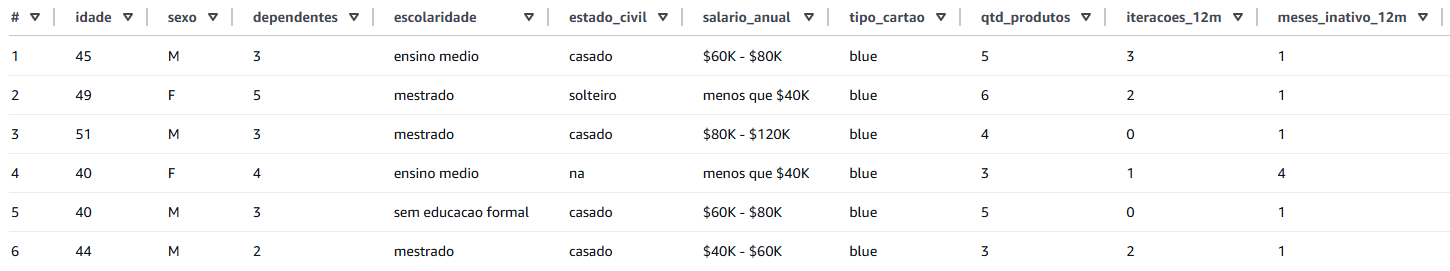 # idade sexo dependentes escolaridade estado_civil salario_anual tipo_cartao qtd_produtos iteracoes_12m meses_inativo_12m
1 45 M 3 ensino medio casado $60K - $80K blue 5 3 1
2 49 F 5 mestrado solteiro menos que $40K blue 6 2 1
3 51 M 3 mestrado casado $80K - $120K blue 4 0 1
4 40 F 4 ensino medio na menos que $40K blue 3 1 4
5 40 M 3 sem educacao formal casado $60K - $80K blue 5 0 1
6 44 M 2 mestrado casado $40K - $60K blue 3 2 1